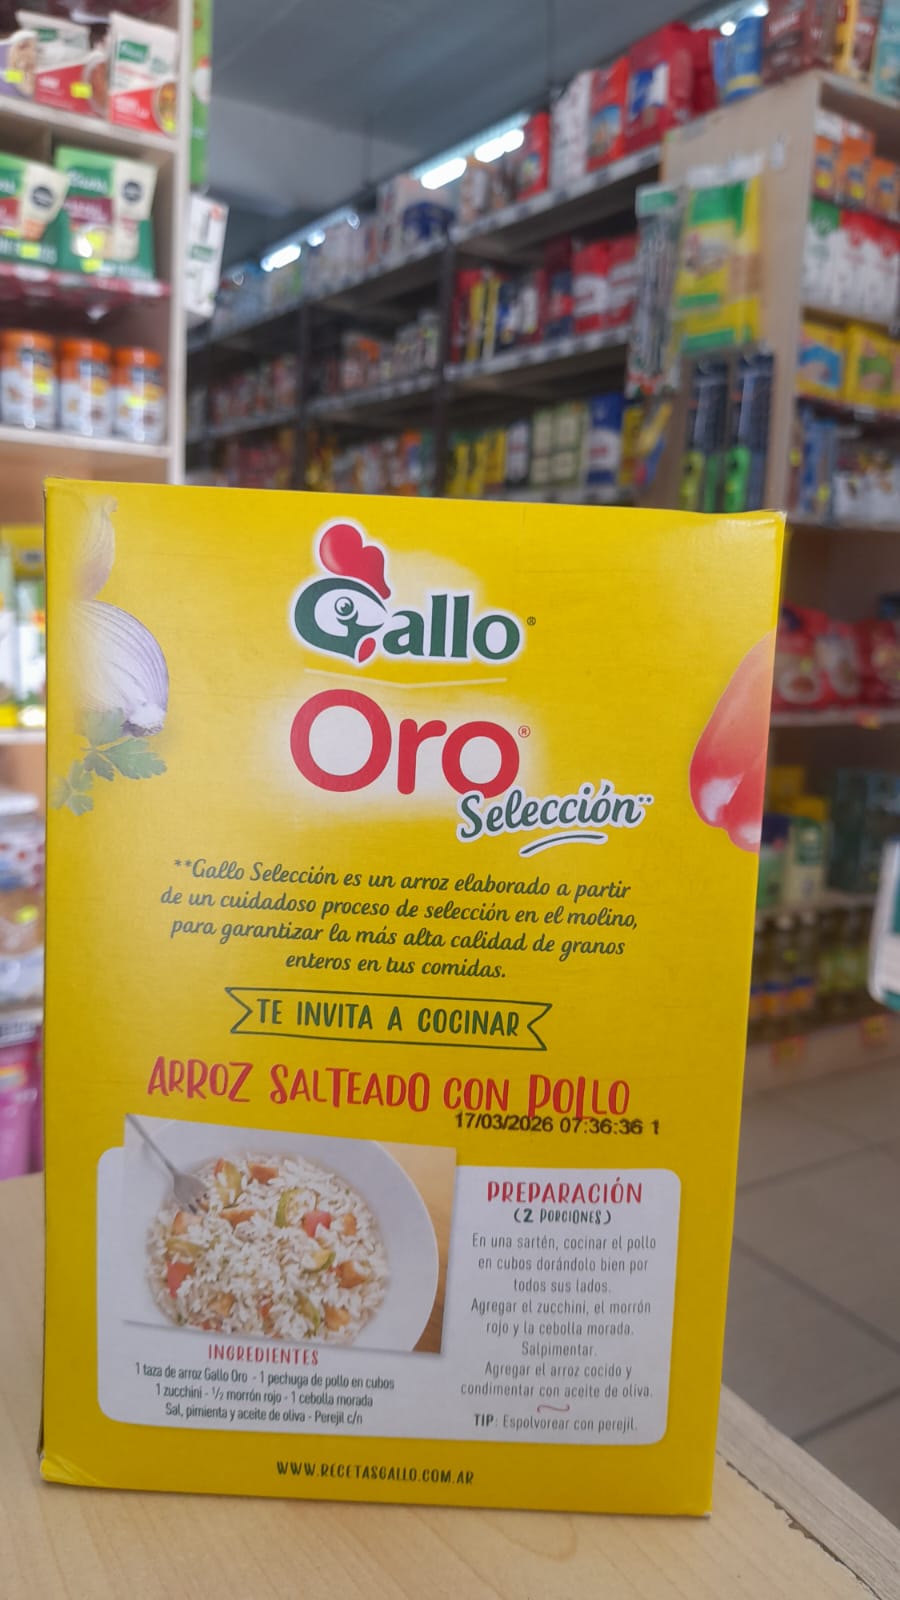 Gallo®
Oro®
Selección**
**Gallo Selección es un arroz elaborado a partir
de un cuidadoso proceso de selección en el molino,
para garantizar la más alta calidad de granos
enteros en tus comidas.
TE INVITA A COCINAR
ARROZ SALTEADO CON POLLO
17/03/2026 07:36:36 1
INGREDIENTES
1 taza de arroz Gallo Oro - 1 pechuga de pollo en cubos
1 zucchini - ½ morrón rojo - 1 cebolla morada
Sal, pimienta y aceite de oliva - Perejil c/n
PREPARACIÓN
(2 PORCIONES)
En una sartén, cocinar el pollo
en cubos dorándolo bien por
todos sus lados.
Agregar el zucchini, el morrón
rojo y la cebolla morada.
Salpimentar.
Agregar el arroz cocido y
condimentar con aceite de oliva.
TIP: Espolvorear con perejil.
WWW.RECETASGALLO.COM.AR